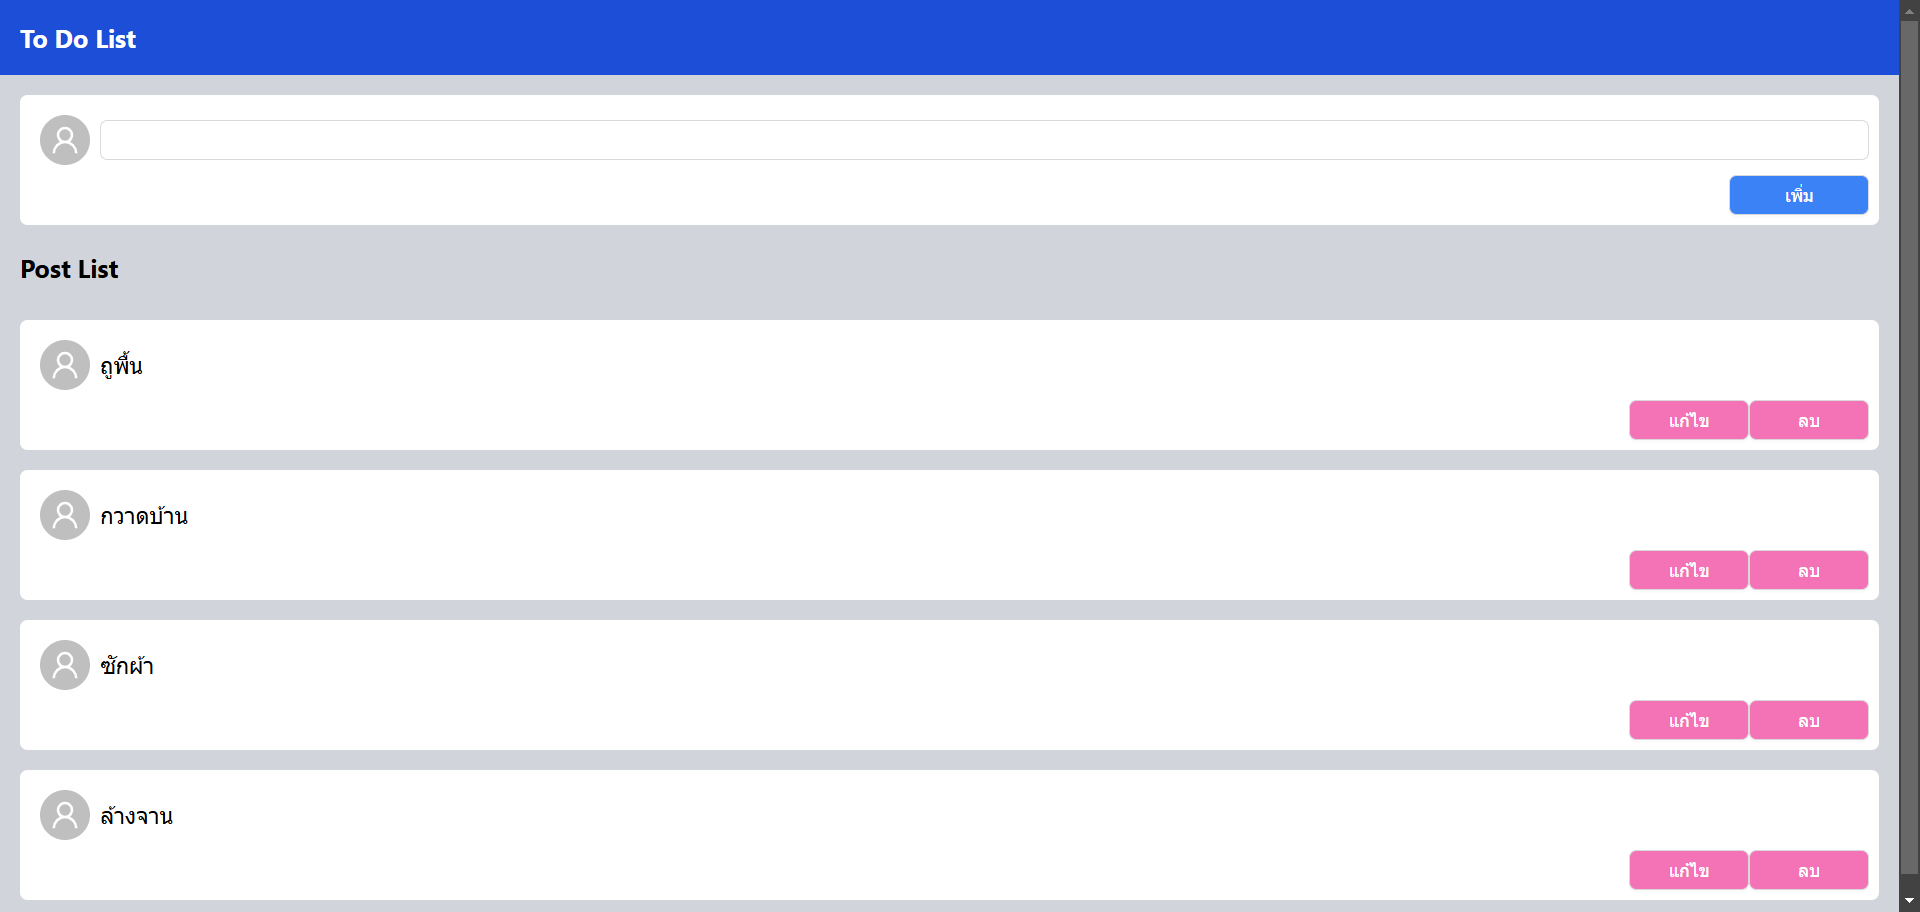 To Do List
เพิ่ม
Post List
ถูพื้น
แก้ไข ลบ
กวาดบ้าน
แก้ไข ลบ
ซักผ้า
แก้ไข ลบ
ล้างจาน
แก้ไข ลบ